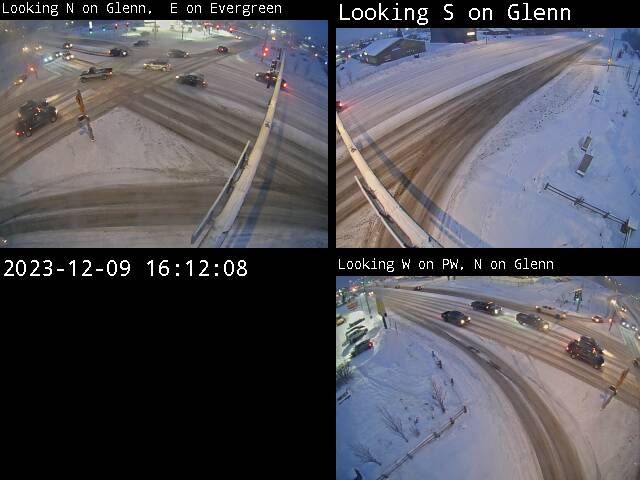 Looking N on Glenn, E on Evergreen
Looking S on Glenn
2023-12-09 16:12:08
Looking W on PW, N on Glenn